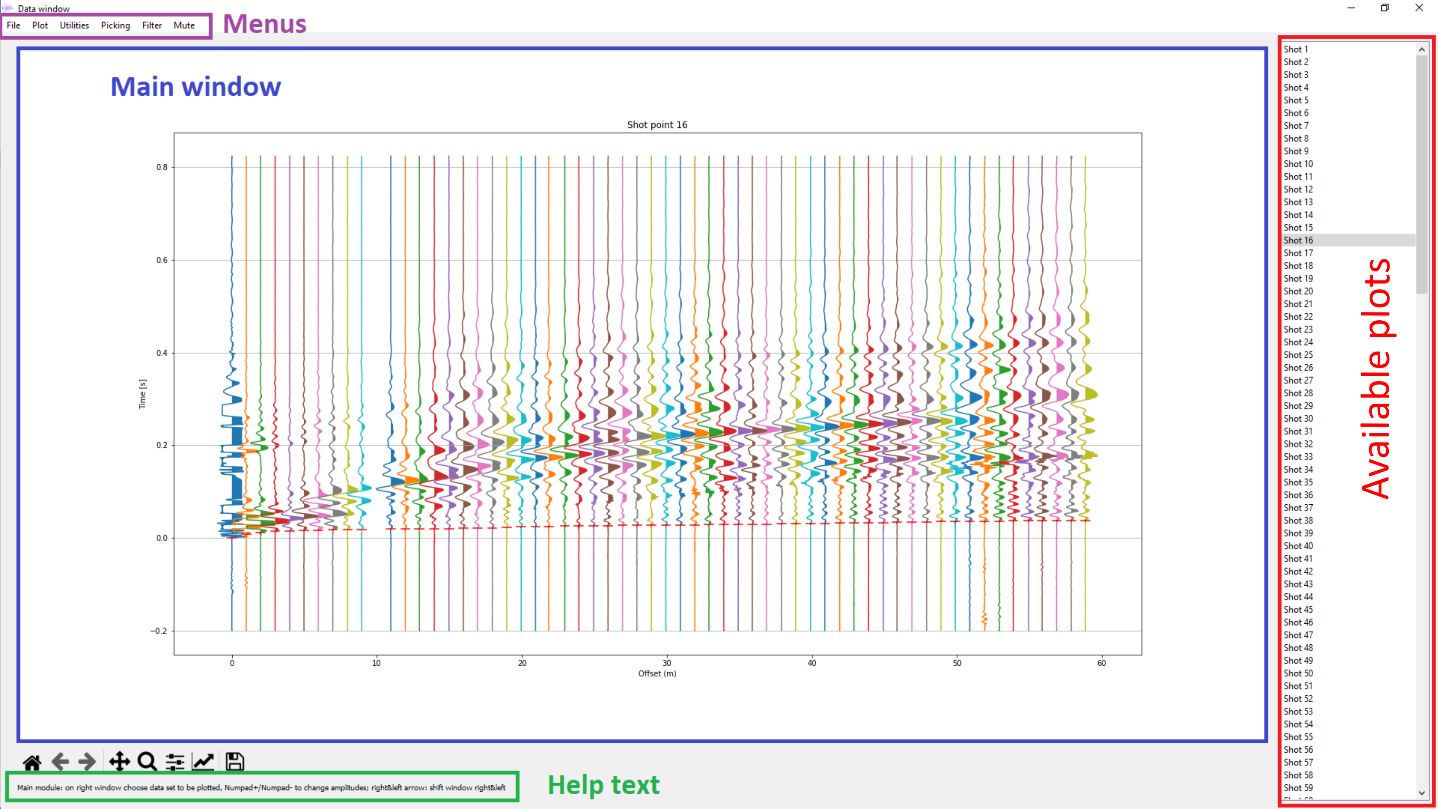 Data window
File Plot Utilities Picking Filter Mute
Menus
Main window
Shot point 16
0.8
0.6
0.4
0.2
0.0
−0.2
Time [s]
0 10 20 30 40 50 60
Offset (m)
Shot 1
Shot 2
Shot 3
Shot 4
Shot 5
Shot 6
Shot 7
Shot 8
Shot 9
Shot 10
Shot 11
Shot 12
Shot 13
Shot 14
Shot 15
Shot 16
Shot 17
Shot 18
Shot 19
Shot 20
Shot 21
Shot 22
Shot 23
Shot 24
Shot 25
Shot 26
Shot 27
Shot 28
Shot 29
Shot 30
Shot 31
Shot 32
Shot 33
Shot 34
Shot 35
Shot 36
Shot 37
Shot 38
Shot 39
Shot 40
Shot 41
Shot 42
Shot 43
Shot 44
Shot 45
Shot 46
Shot 47
Shot 48
Shot 49
Shot 50
Shot 51
Shot 52
Shot 53
Shot 54
Shot 55
Shot 56
Shot 57
Shot 58
Shot 59
Available plots
Main module: on right window choose data set to be plotted, Numpad+/Numpad- to change amplitudes; right&left arrow: shift window right&left
Help text